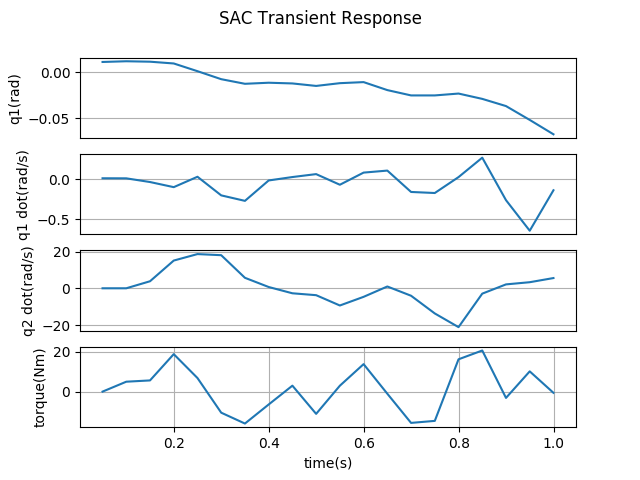 SAC Transient Response
0.00
−0.05
q1(rad)
0.0
−0.5
q1 dot(rad/s)
20
0
−20
q2 dot(rad/s)
20
0
torque(Nm)
0.2 0.4 0.6 0.8 1.0
time(s)